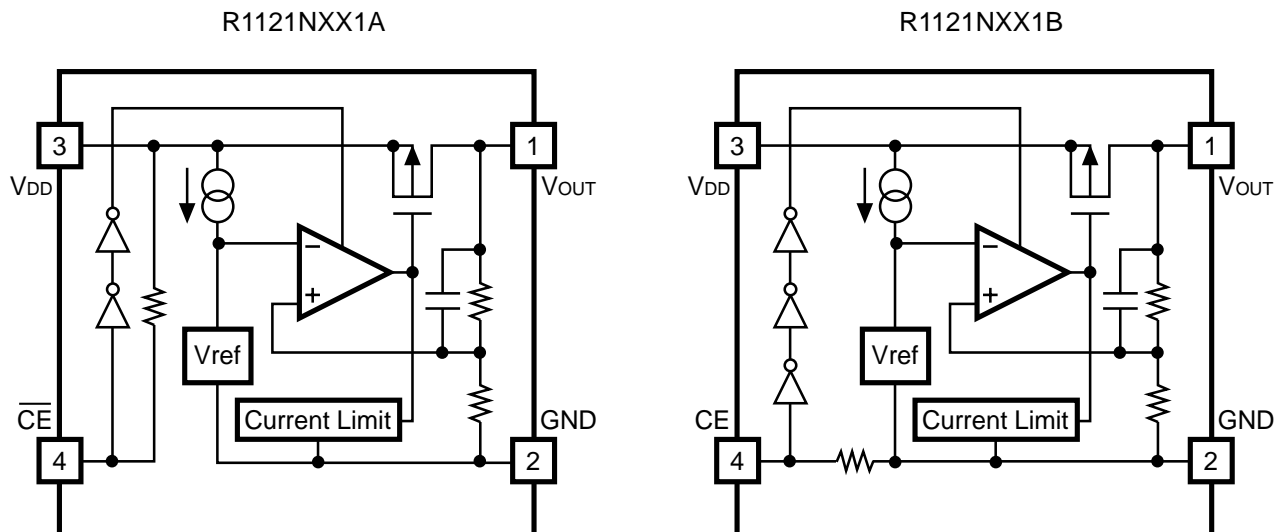 R1121NXX1A
3
1
VDD
VOUT
−
+
Vref
Current Limit
C̅E̅
GND
4
2
R1121NXX1B
3
1
VDD
VOUT
−
+
Vref
Current Limit
CE
GND
4
2